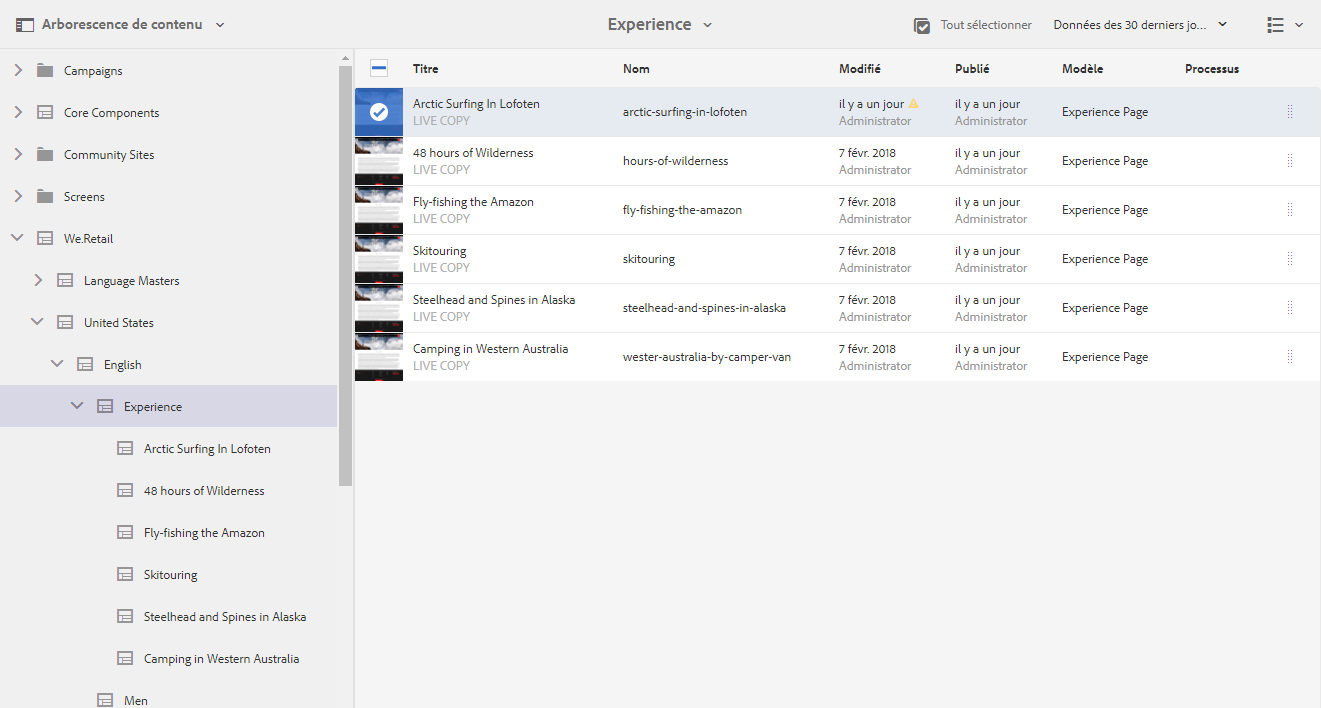 Arborescence de contenu
Experience
Tout sélectionner
Données des 30 derniers jo...
Campaigns
Core Components
Community Sites
Screens
We.Retail
Language Masters
United States
English
Experience
Arctic Surfing In Lofoten
48 hours of Wilderness
Fly-fishing the Amazon
Skitouring
Steelhead and Spines in Alaska
Camping in Western Australia
Men
Titre Nom Modifié Publié Modèle Processus
Arctic Surfing In Lofoten arctic-surfing-in-lofoten il y a un jour il y a un jour Experience Page
LIVE COPY Administrator Administrator
48 hours of Wilderness hours-of-wilderness 7 févr. 2018 il y a un jour Experience Page
LIVE COPY Administrator Administrator
Fly-fishing the Amazon fly-fishing-the-amazon 7 févr. 2018 il y a un jour Experience Page
LIVE COPY Administrator Administrator
Skitouring skitouring 7 févr. 2018 il y a un jour Experience Page
LIVE COPY Administrator Administrator
Steelhead and Spines in Alaska steelhead-and-spines-in-alaska 7 févr. 2018 il y a un jour Experience Page
LIVE COPY Administrator Administrator
Camping in Western Australia wester-australia-by-camper-van 7 févr. 2018 il y a un jour Experience Page
LIVE COPY Administrator Administrator